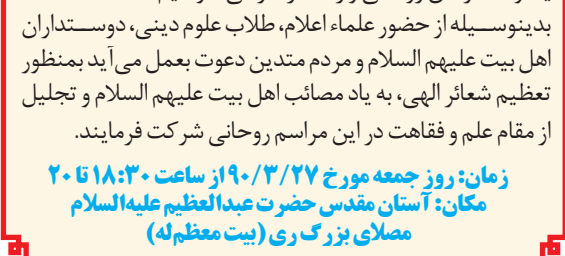 بدینوسیله از حضور علماء اعلام، طلاب علوم دینی، دوستداران
اهل بیت علیهم السلام و مردم متدین دعوت بعمل می‌آید بمنظور
تعظیم شعائر الهی، به یاد مصائب اهل بیت علیهم السلام و تجلیل
از مقام علم و فقاهت در این مراسم روحانی شرکت فرمایند.
زمان: روز جمعه مورخ ۹۰/۳/۲۷ از ساعت ۱۸:۳۰ تا ۲۰
مکان: آستان مقدس حضرت عبدالعظیم علیه‌السلام
مصلای بزرگ ری (بیت معظم‌له)